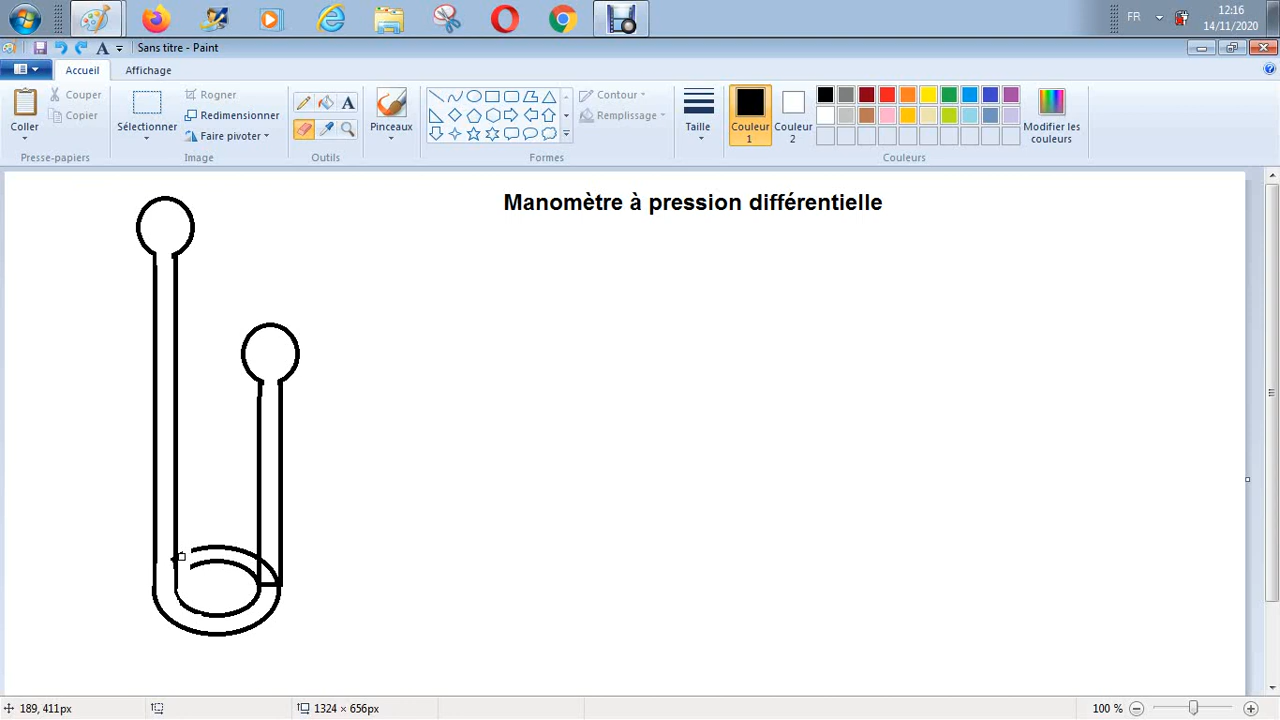 FR
12:16
14/11/2020
Sans titre - Paint
Accueil
Affichage
Coller
Couper
Copier
Presse-papiers
Sélectionner
Rogner
Redimensionner
Faire pivoter
Image
Outils
Pinceaux
Contour
Remplissage
Formes
Taille
Couleur 1
Couleur 2
Modifier les couleurs
Couleurs
Manomètre à pression différentielle
189, 411px
1324 × 656px
100 %